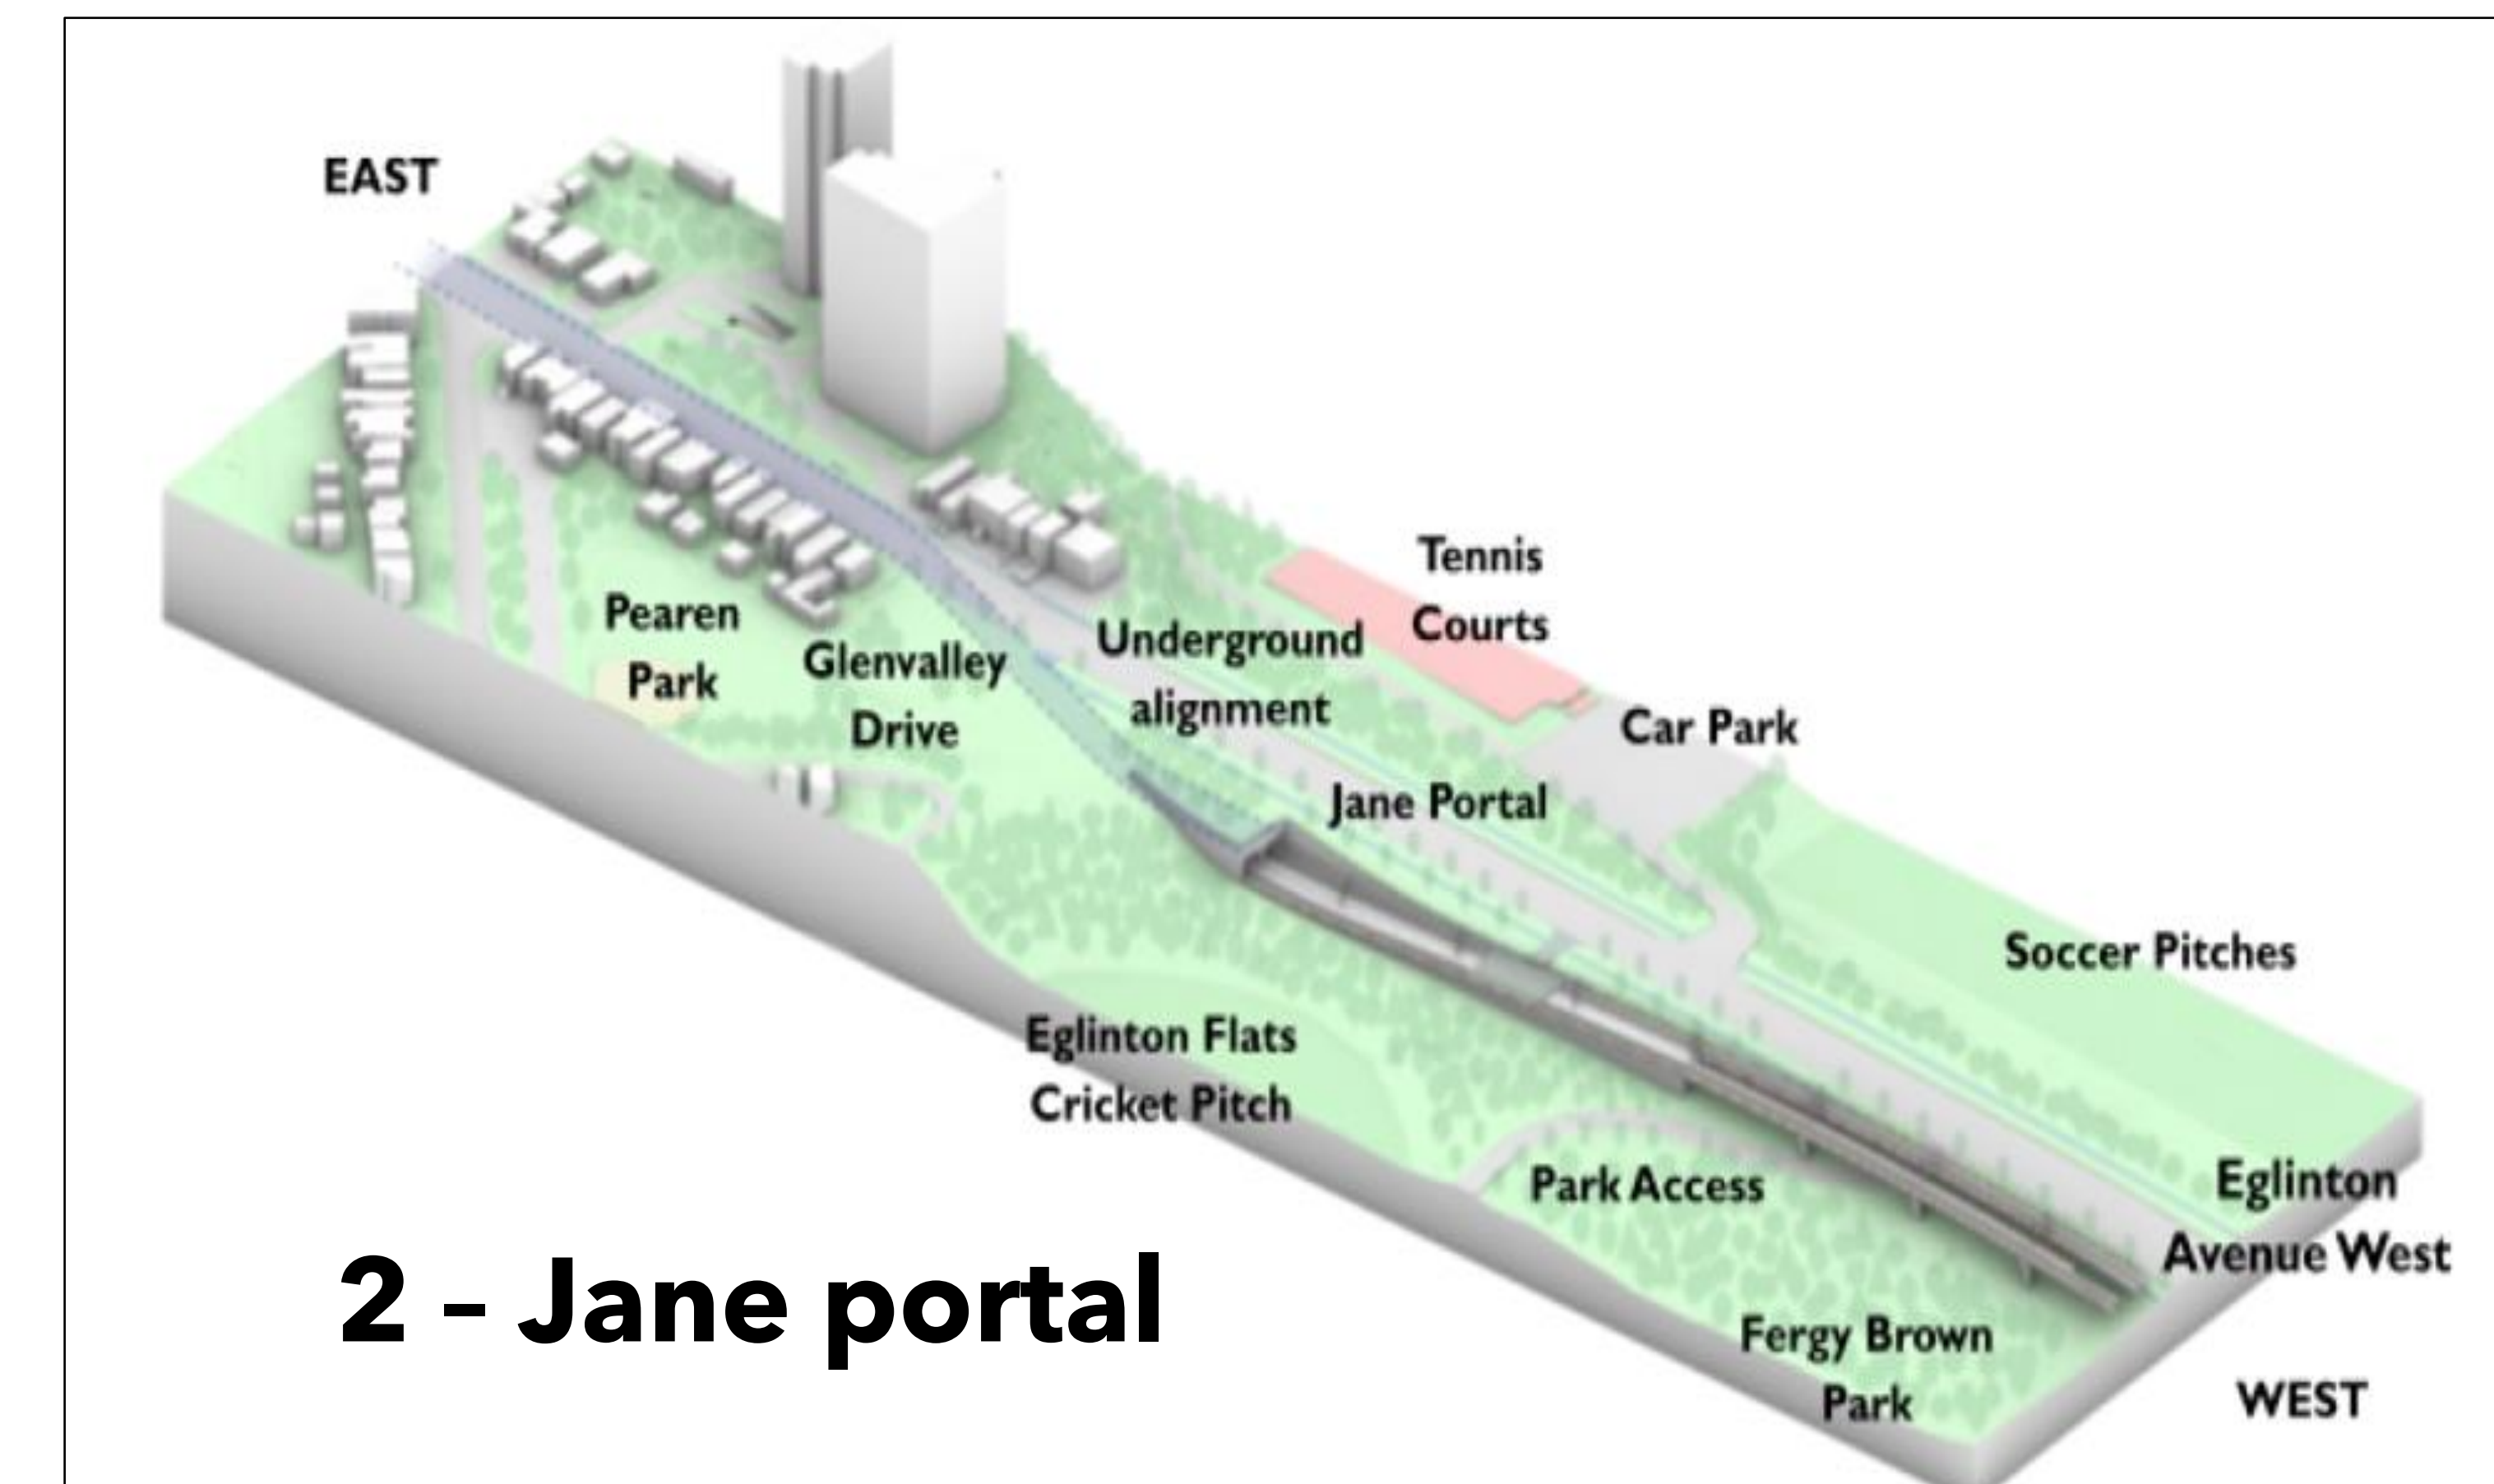 EAST
Tennis
Courts
Pearen
Park
Glenvalley
Drive
Underground
alignment
Car Park
Jane Portal
Soccer Pitches
Eglinton Flats
Cricket Pitch
Park Access
Eglinton
Avenue West
Fergy Brown
Park
WEST
2 – Jane portal